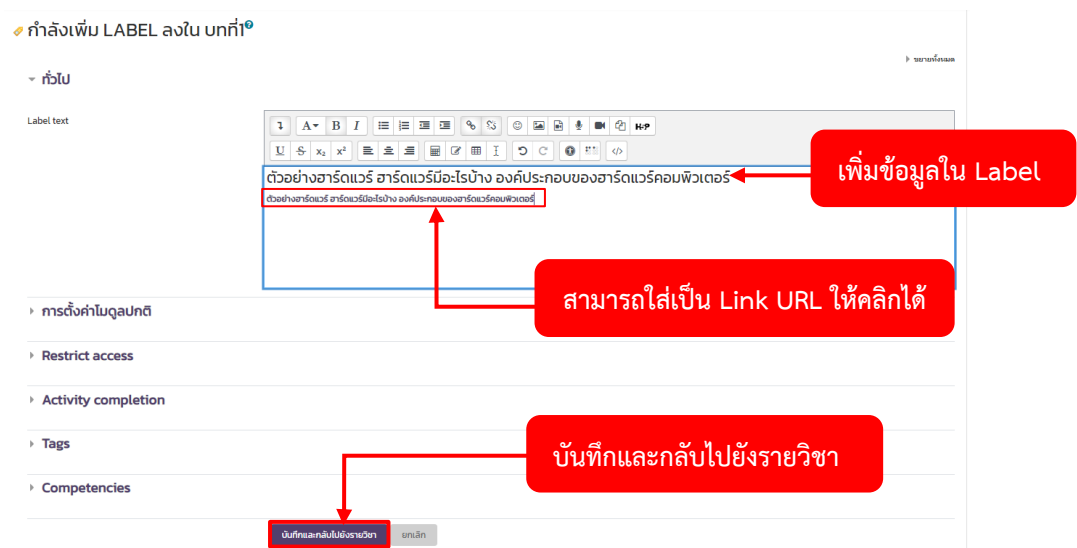 กำลังเพิ่ม LABEL ลงใน บทที่1
ขยายทั้งหมด
ทั่วไป
Label text
A B I
H-P
U S x₂ x²
ตัวอย่างฮาร์ดแวร์ ฮาร์ดแวร์มีอะไรบ้าง องค์ประกอบของฮาร์ดแวร์คอมพิวเตอร์
เพิ่มข้อมูลใน Label
ตัวอย่างฮาร์ดแวร์ ฮาร์ดแวร์มีอะไรบ้าง องค์ประกอบของฮาร์ดแวร์คอมพิวเตอร์
สามารถใส่เป็น Link URL ให้คลิกได้
การตั้งค่าโมดูลปกติ
Restrict access
Activity completion
Tags
บันทึกและกลับไปยังรายวิชา
Competencies
บันทึกและกลับไปยังรายวิชา
ยกเลิก